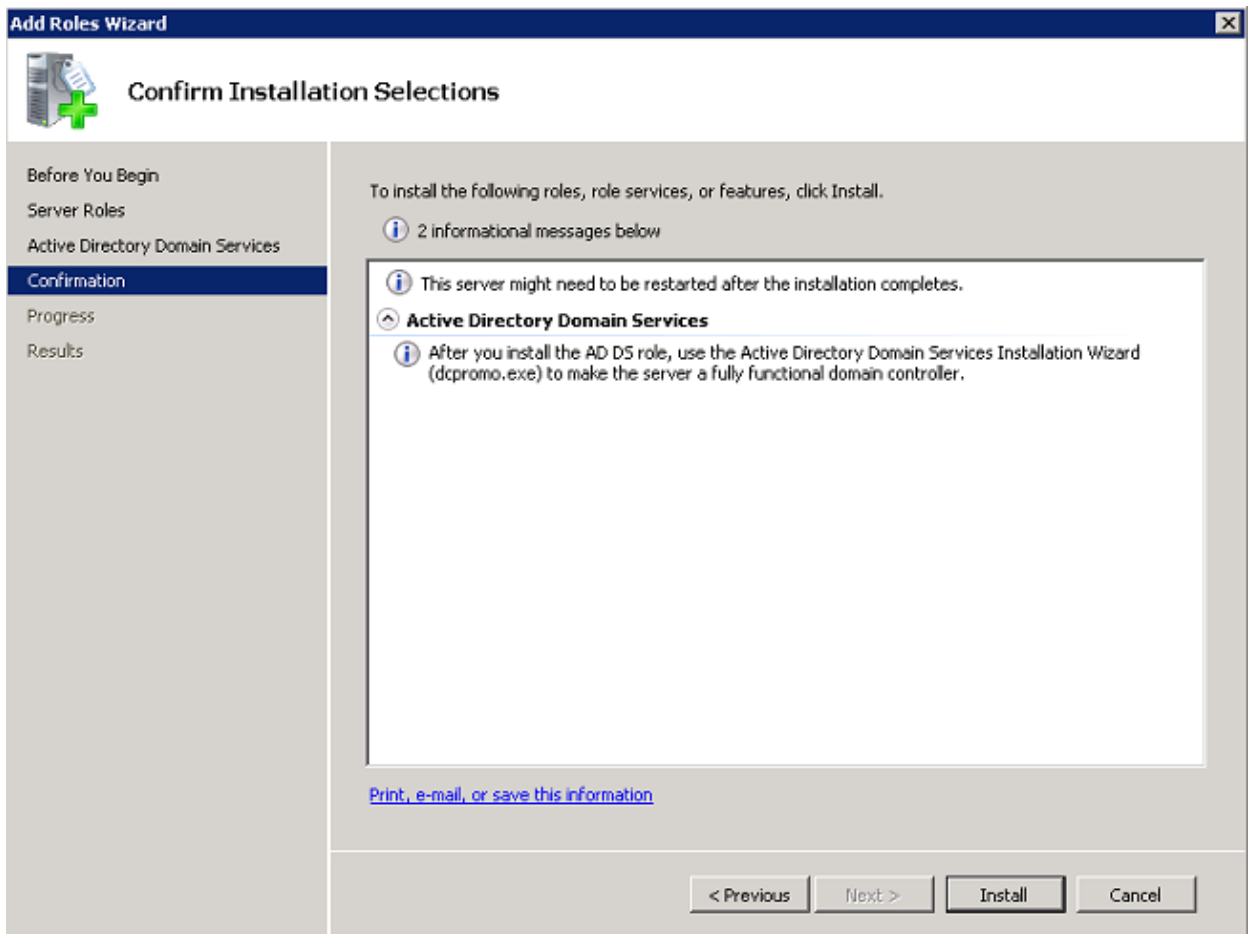 Add Roles Wizard
Confirm Installation Selections
Before You Begin
Server Roles
Active Directory Domain Services
Confirmation
Progress
Results
To install the following roles, role services, or features, click Install.
2 informational messages below
This server might need to be restarted after the installation completes.
Active Directory Domain Services
After you install the AD DS role, use the Active Directory Domain Services Installation Wizard
(dcpromo.exe) to make the server a fully functional domain controller.
Print, e-mail, or save this information
< Previous
Next >
Install
Cancel